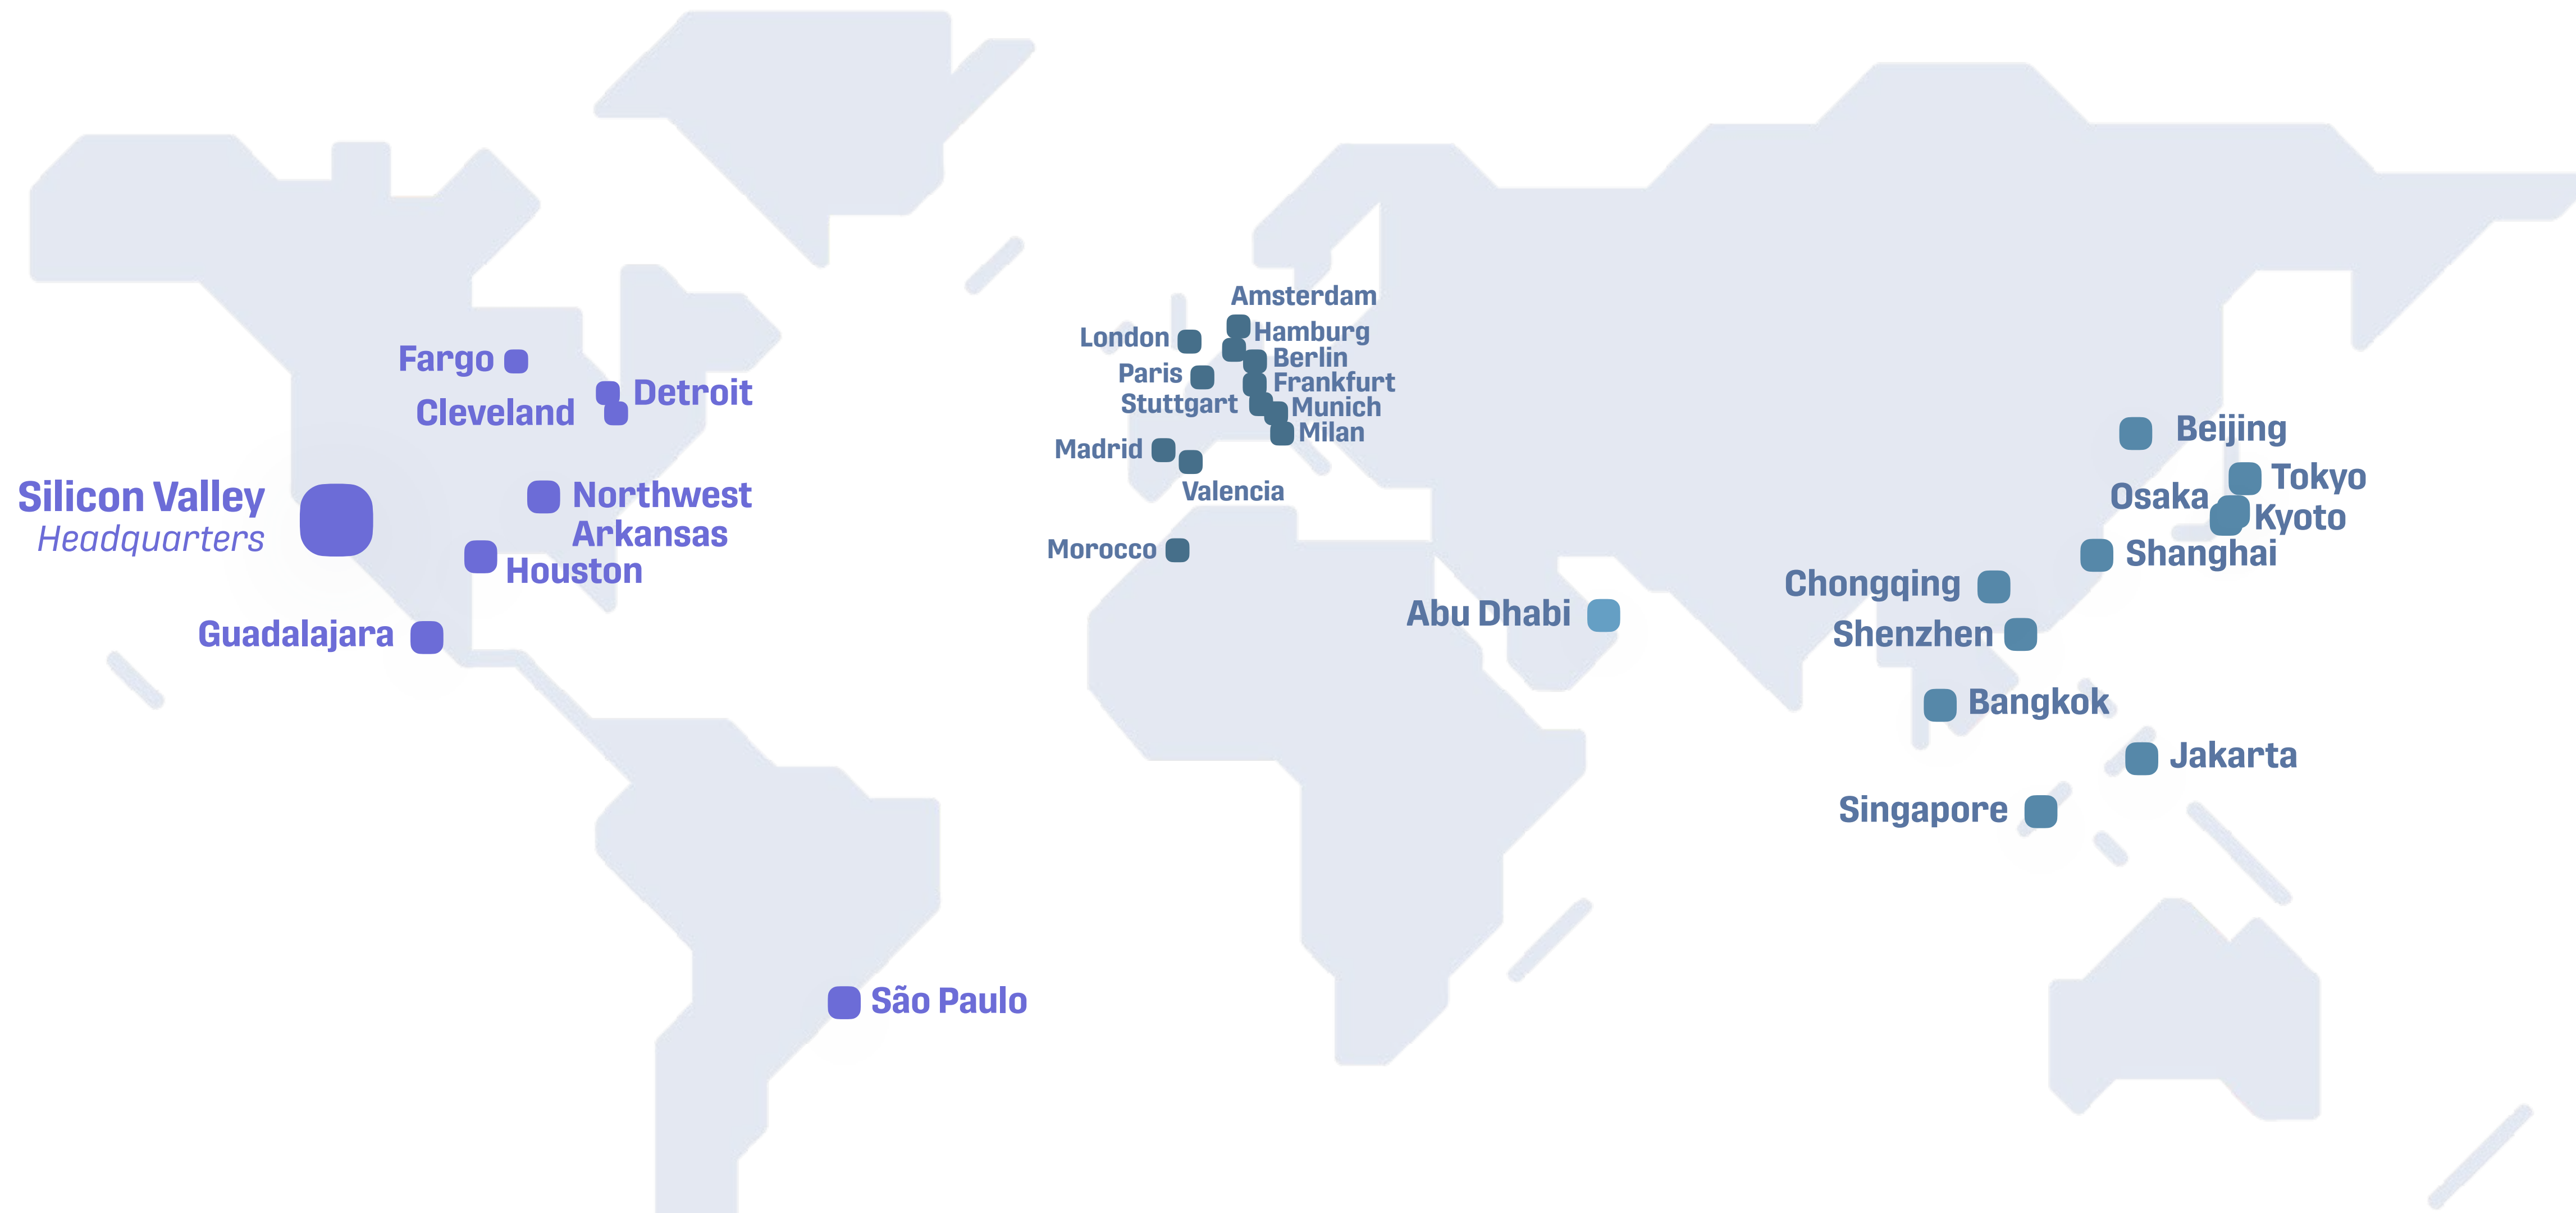 Fargo
Detroit
Cleveland
Silicon Valley
Headquarters
Northwest
Arkansas
Houston
Guadalajara
São Paulo
Amsterdam
London
Hamburg
Berlin
Paris
Frankfurt
Stuttgart
Munich
Milan
Madrid
Valencia
Morocco
Abu Dhabi
Beijing
Tokyo
Osaka
Kyoto
Shanghai
Chongqing
Shenzhen
Bangkok
Jakarta
Singapore